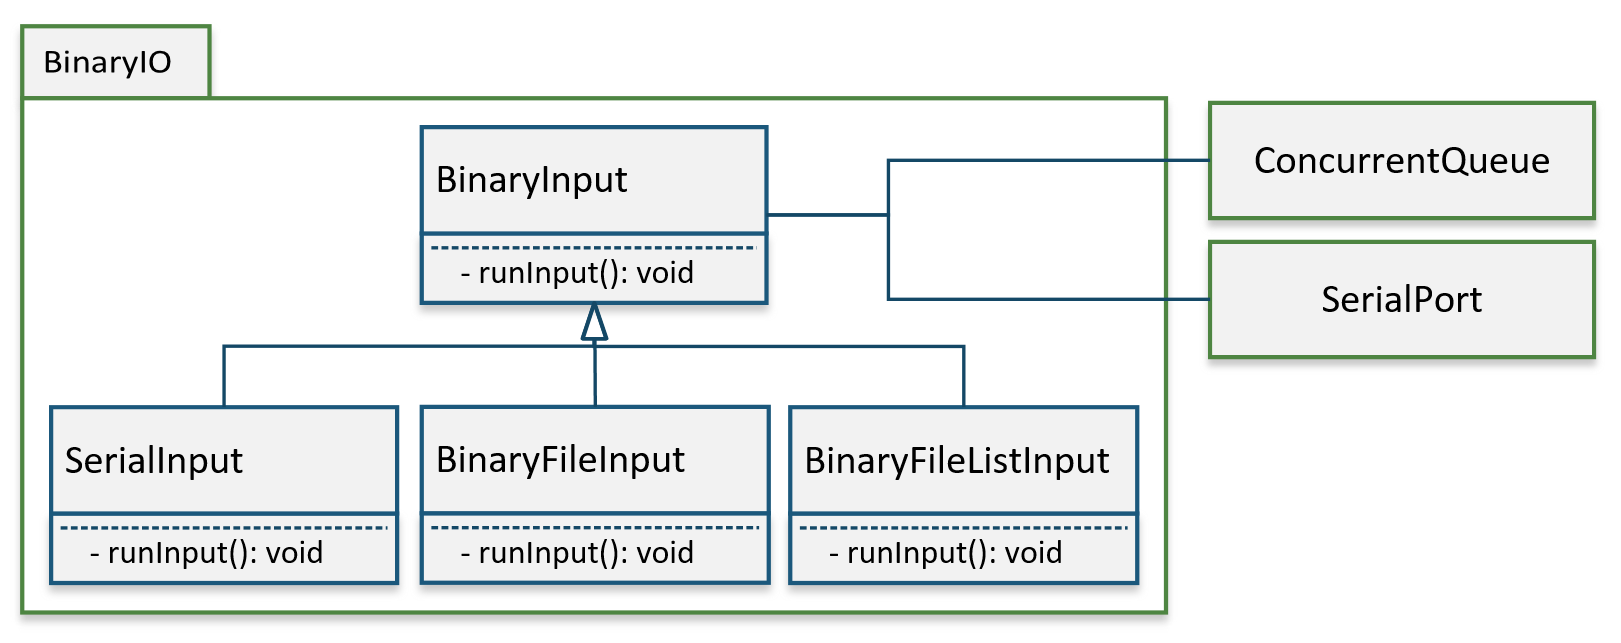 BinaryIO
BinaryInput
- runInput(): void
ConcurrentQueue
SerialPort
SerialInput
- runInput(): void
BinaryFileInput
- runInput(): void
BinaryFileListInput
- runInput(): void